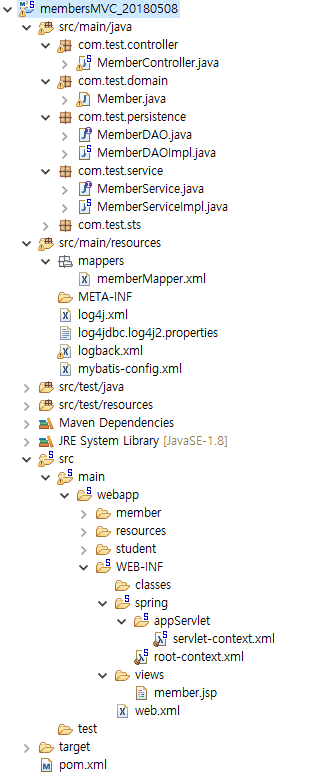 membersMVC_20180508
src/main/java
com.test.controller
MemberController.java
com.test.domain
Member.java
com.test.persistence
MemberDAO.java
MemberDAOImpl.java
com.test.service
MemberService.java
MemberServiceImpl.java
com.test.sts
src/main/resources
mappers
memberMapper.xml
META-INF
log4j.xml
log4jdbc.log4j2.properties
logback.xml
mybatis-config.xml
src/test/java
src/test/resources
Maven Dependencies
JRE System Library [JavaSE-1.8]
src
main
webapp
member
resources
student
WEB-INF
classes
spring
appServlet
servlet-context.xml
root-context.xml
views
member.jsp
web.xml
test
target
pom.xml